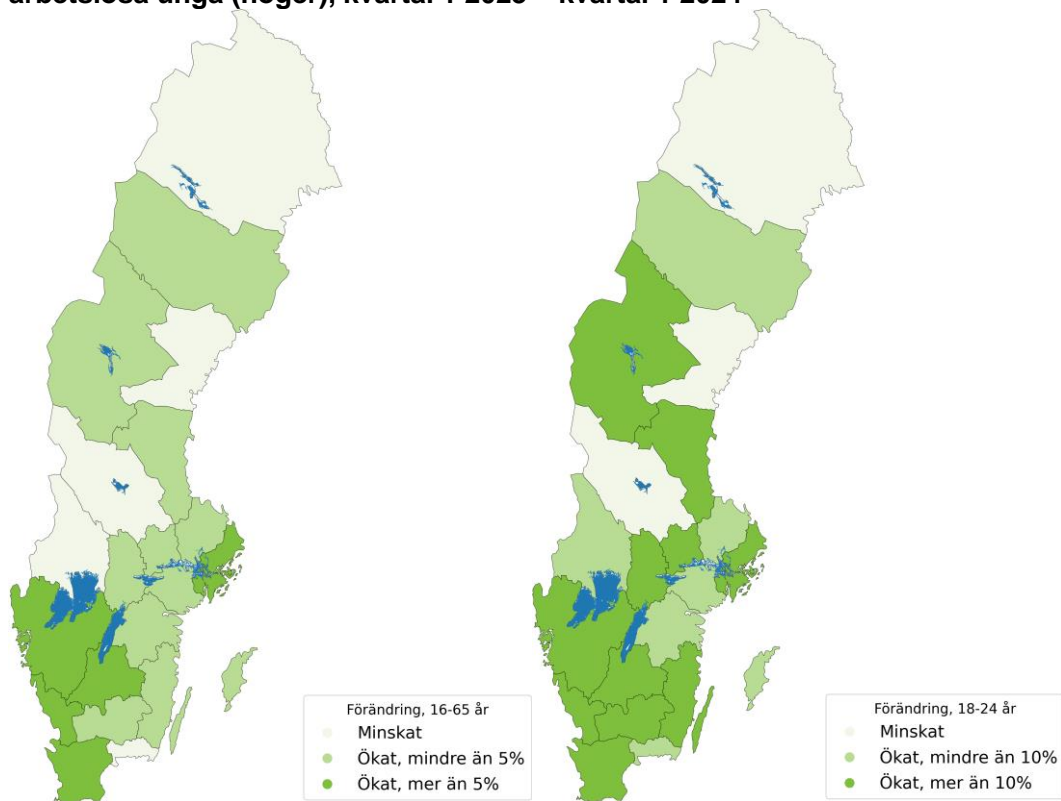 arbetslösa unga (höger), kvartal 1 2023 – kvartal 1 2024
Förändring, 16-65 år
Minskat
Ökat, mindre än 5%
Ökat, mer än 5%
Förändring, 18-24 år
Minskat
Ökat, mindre än 10%
Ökat, mer än 10%